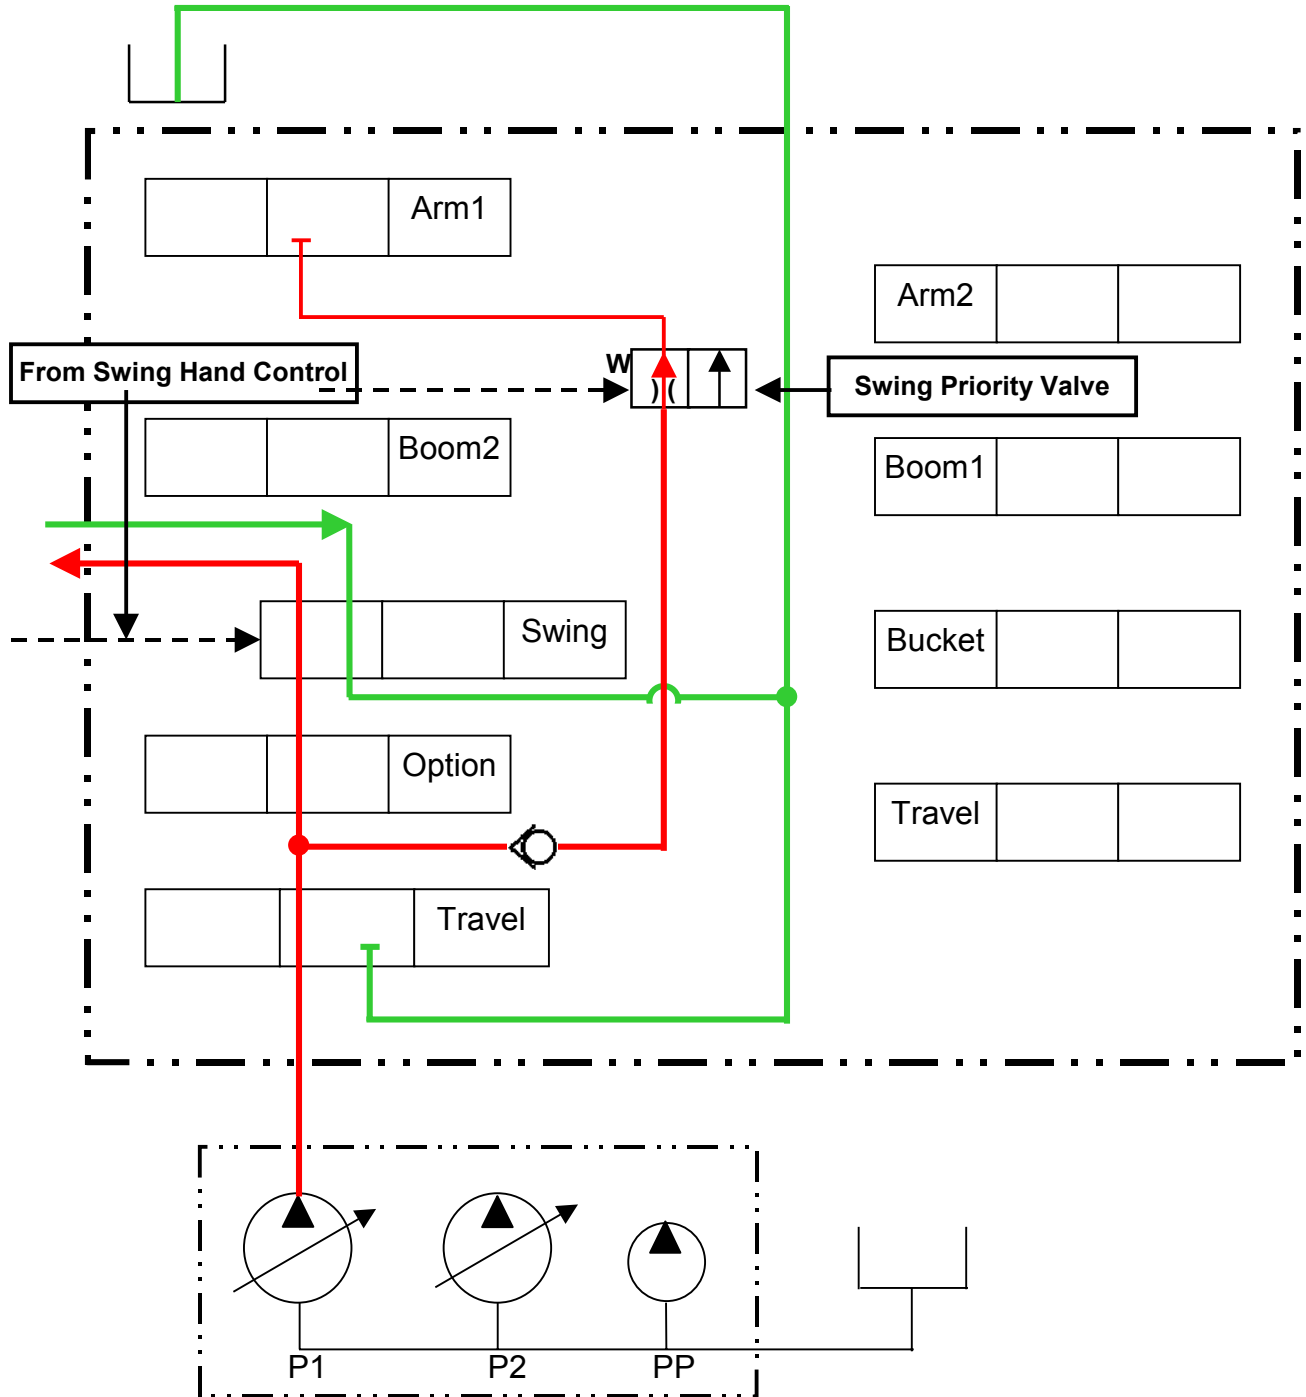 Arm1
Arm2
W
)(
From Swing Hand Control
Swing Priority Valve
Boom2
Boom1
Swing
Bucket
Option
Travel
Travel
P1
P2
PP